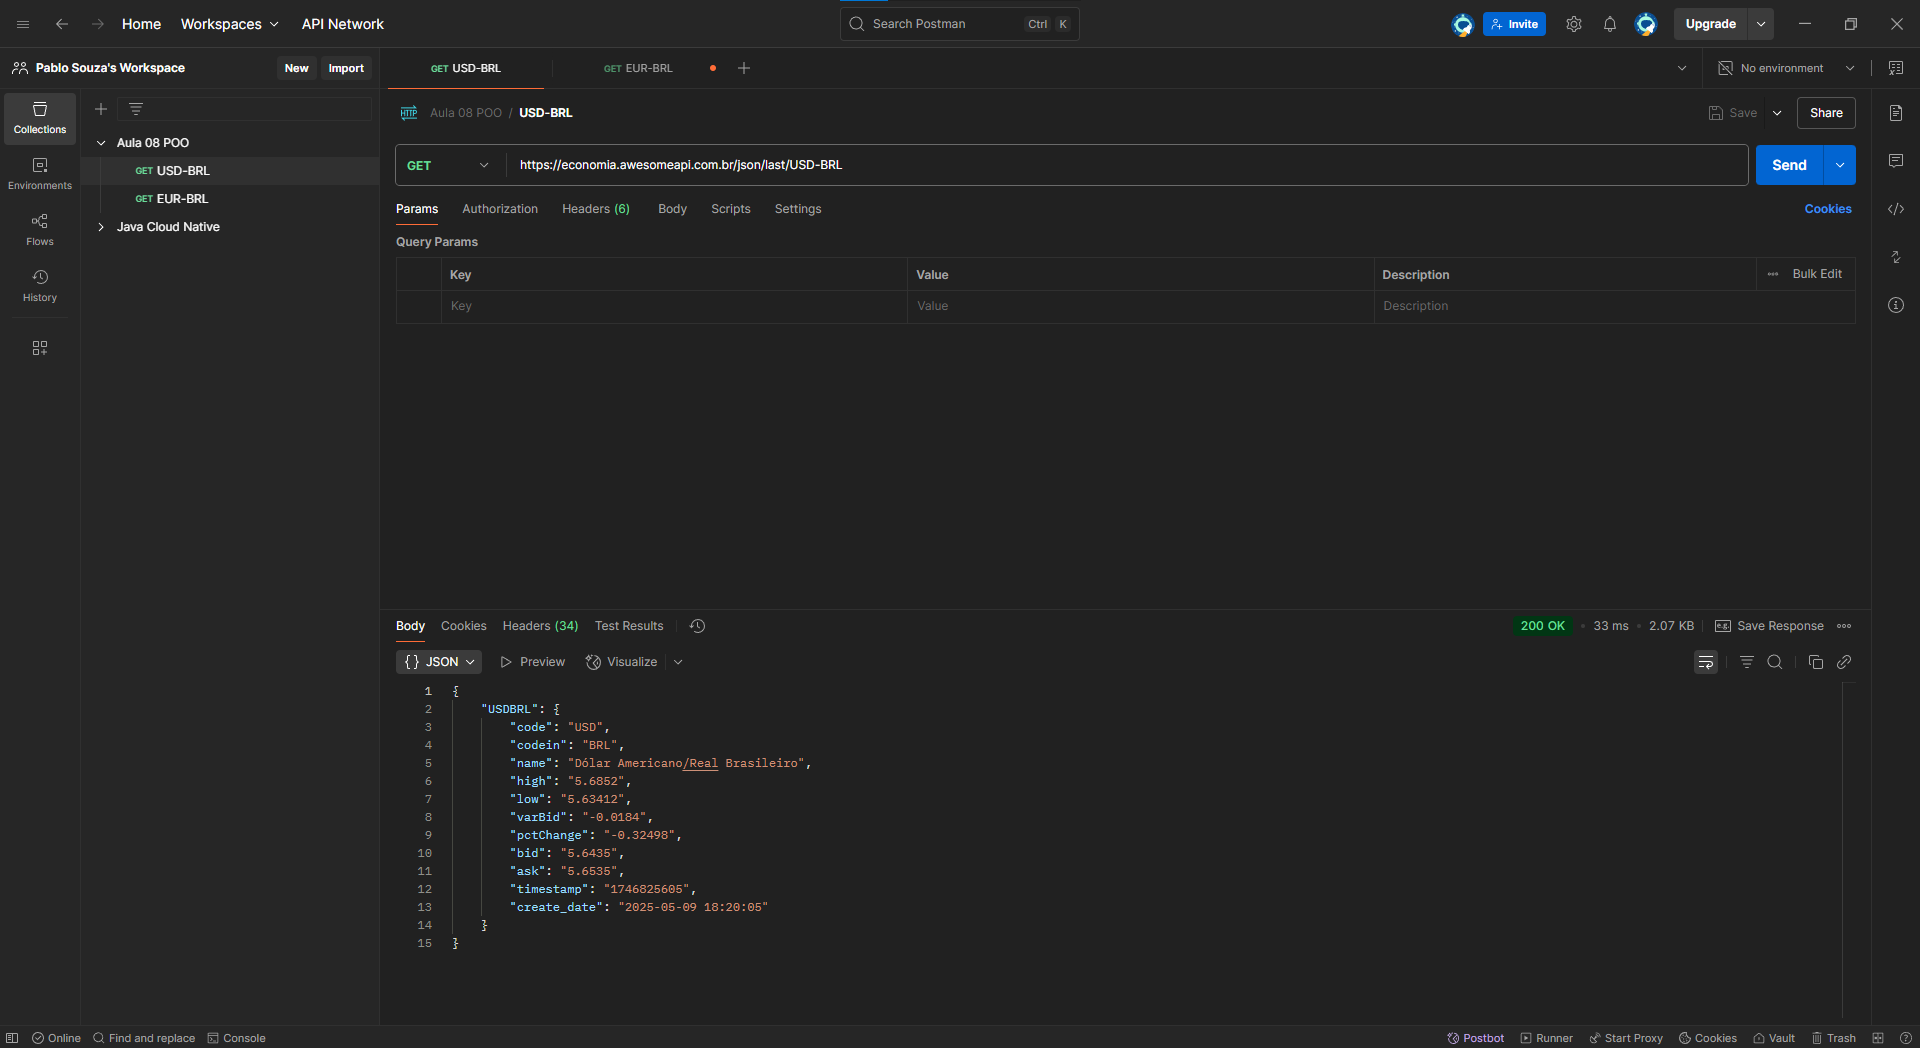 Home Workspaces API Network Search Postman Ctrl K Invite Upgrade
Pablo Souza's Workspace New Import GET USD-BRL GET EUR-BRL No environment
Collections
Environments
Flows
History
Aula 08 POO
GET USD-BRL
GET EUR-BRL
Java Cloud Native
HTTP Aula 08 POO / USD-BRL Save Share
GET https://economia.awesomeapi.com.br/json/last/USD-BRL Send
Params Authorization Headers (6) Body Scripts Settings Cookies
Query Params
Key Value Description Bulk Edit
Key Value Description
Body Cookies Headers (34) Test Results 200 OK 33 ms 2.07 KB e.g. Save Response
{} JSON Preview Visualize
1 {
2 "USDBRL": {
3 "code": "USD",
4 "codein": "BRL",
5 "name": "Dólar Americano/Real Brasileiro",
6 "high": "5.6852",
7 "low": "5.63412",
8 "varBid": "-0.0184",
9 "pctChange": "-0.32498",
10 "bid": "5.6435",
11 "ask": "5.6535",
12 "timestamp": "1746825605",
13 "create_date": "2025-05-09 18:20:05"
14 }
15 }
Online Find and replace Console Postbot Runner Start Proxy Cookies Vault Trash